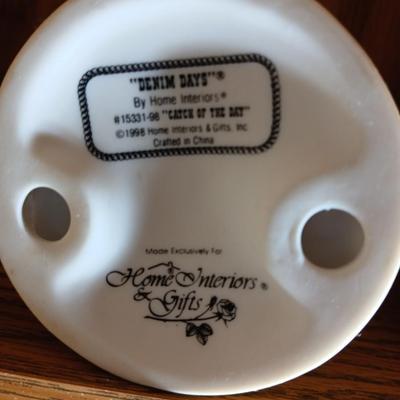 "DENIM DAYS"®
By Home Interiors®
#15331-98 "CATCH OF THE DAY"
©1998 Home Interiors & Gifts, Inc.
Crafted in China
Made Exclusively For
Home Interiors
& Gifts ®